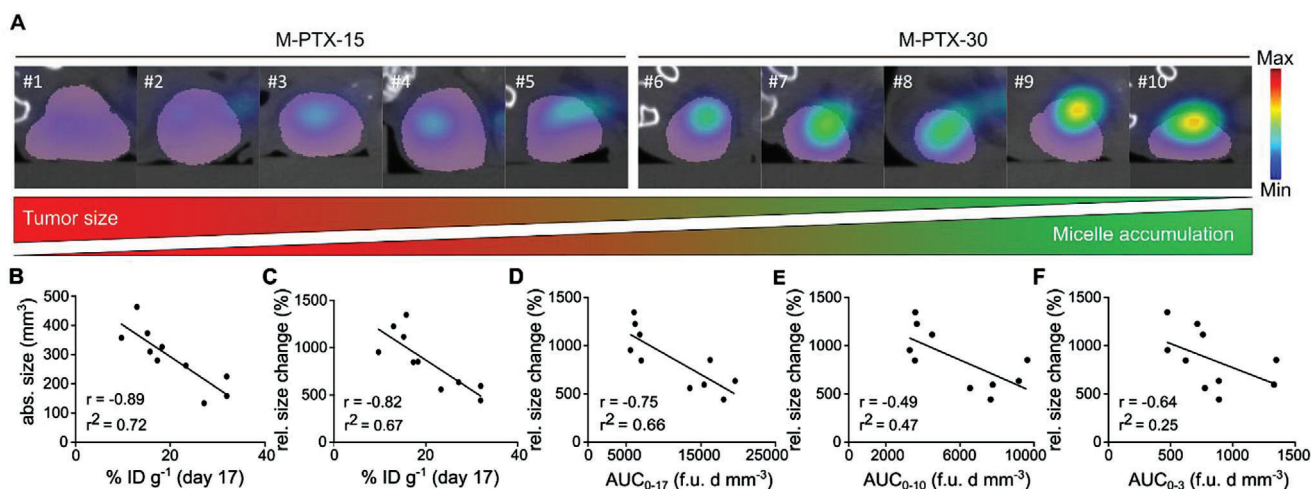 A
M-PTX-15
M-PTX-30
#1
#2
#3
#4
#5
#6
#7
#8
#9
#10
Max
Min
Tumor size
Micelle accumulation
B
abs. size (mm³)
500
400
300
200
100
0
0
20
40
r = -0.89
r² = 0.72
% ID g⁻¹ (day 17)
C
rel. size change (%)
1500
1000
500
0
0
20
40
r = -0.82
r² = 0.67
% ID g⁻¹ (day 17)
D
rel. size change (%)
1500
1000
500
0
5000
10000
15000
20000
25000
r = -0.75
r² = 0.66
AUC₀₋₁₇ (f.u. d mm⁻³)
E
rel. size change (%)
1500
1000
500
0
0
2000
4000
6000
8000
10000
r = -0.49
r² = 0.47
AUC₀₋₁₀ (f.u. d mm⁻³)
F
rel. size change (%)
1500
1000
500
0
0
500
1000
1500
r = -0.64
r² = 0.25
AUC₀₋₃ (f.u. d mm⁻³)